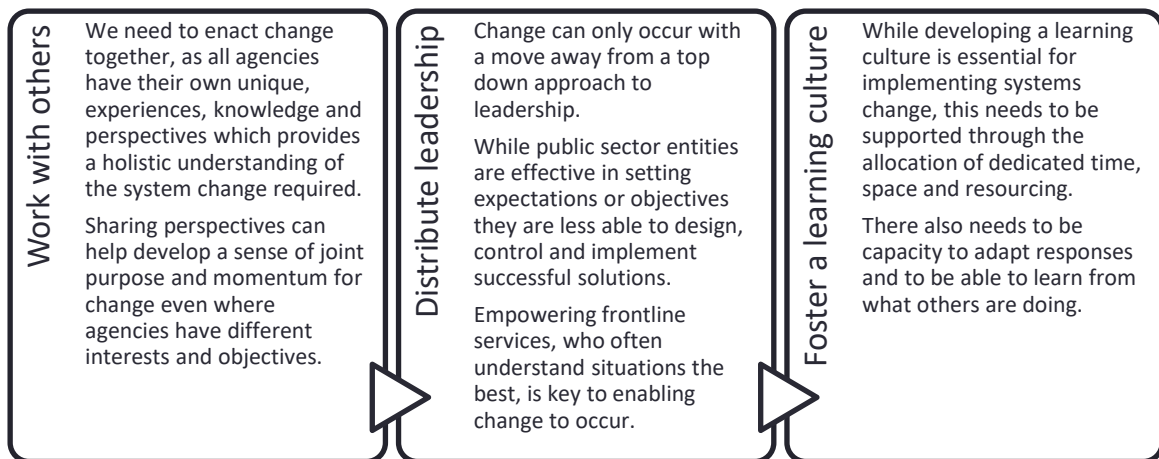 Work with others
We need to enact change
together, as all agencies
have their own unique,
experiences, knowledge and
perspectives which provides
a holistic understanding of
the system change required.
Sharing perspectives can
help develop a sense of joint
purpose and momentum for
change even where
agencies have different
interests and objectives.
Distribute leadership
Change can only occur with
a move away from a top
down approach to
leadership.
While public sector entities
are effective in setting
expectations or objectives
they are less able to design,
control and implement
successful solutions.
Empowering frontline
services, who often
understand situations the
best, is key to enabling
change to occur.
Foster a learning culture
While developing a learning
culture is essential for
implementing systems
change, this needs to be
supported through the
allocation of dedicated time,
space and resourcing.
There also needs to be
capacity to adapt responses
and to be able to learn from
what others are doing.